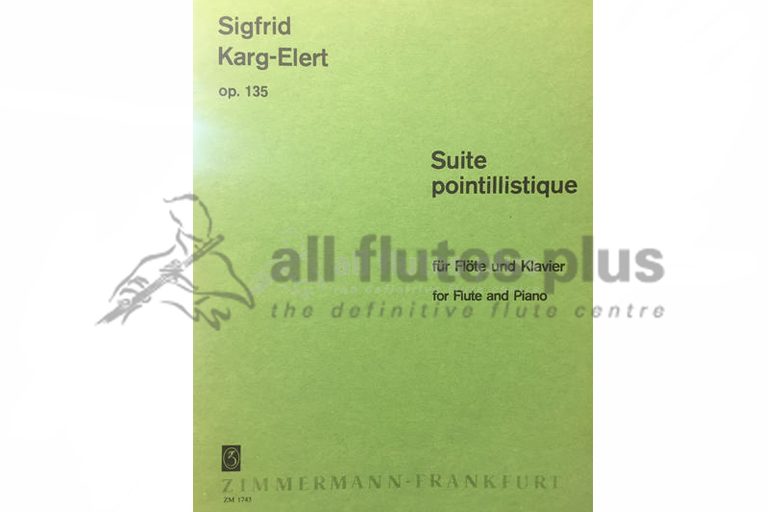 Sigfrid
Karg-Elert
op. 135
Suite
pointillistique
all flutes plus
für Flöte und Klavier
for Flute and Piano
the definitive flute centre
ZIMMERMANN-FRANKFURT
ZM 1743